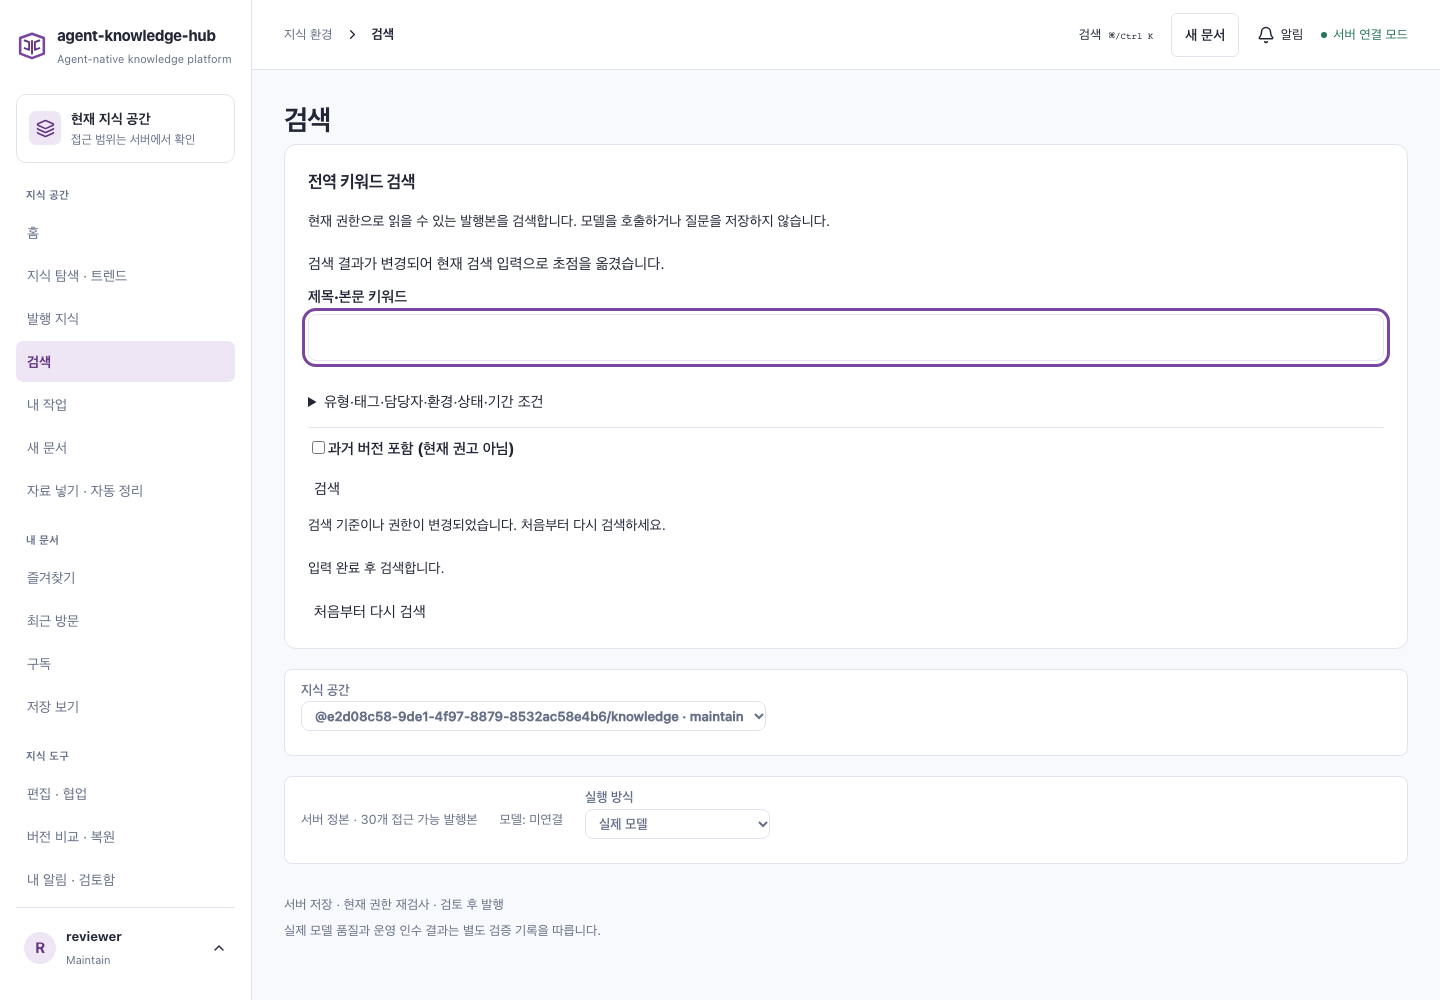 agent-knowledge-hub
Agent-native knowledge platform
현재 지식 공간
접근 범위는 서버에서 확인
지식 공간
홈
지식 탐색 · 트렌드
발행 지식
검색
내 작업
새 문서
자료 넣기 · 자동 정리
내 문서
즐겨찾기
최근 방문
구독
저장 보기
지식 도구
편집 · 협업
버전 비교 · 복원
내 알림 · 검토함
R
reviewer
Maintain
지식 환경 > 검색
검색 ⌘/Ctrl K
새 문서
알림
서버 연결 모드
검색
전역 키워드 검색
현재 권한으로 읽을 수 있는 발행본을 검색합니다. 모델을 호출하거나 질문을 저장하지 않습니다.
검색 결과가 변경되어 현재 검색 입력으로 초점을 옮겼습니다.
제목·본문 키워드
유형·태그·담당자·환경·상태·기간 조건
과거 버전 포함 (현재 권고 아님)
검색
검색 기준이나 권한이 변경되었습니다. 처음부터 다시 검색하세요.
입력 완료 후 검색합니다.
처음부터 다시 검색
지식 공간
@e2d08c58-9de1-4f97-8879-8532ac58e4b6/knowledge · maintain
서버 정본 · 30개 접근 가능 발행본
모델: 미연결
실행 방식
실제 모델
서버 저장 · 현재 권한 재검사 · 검토 후 발행
실제 모델 품질과 운영 인수 결과는 별도 검증 기록을 따릅니다.